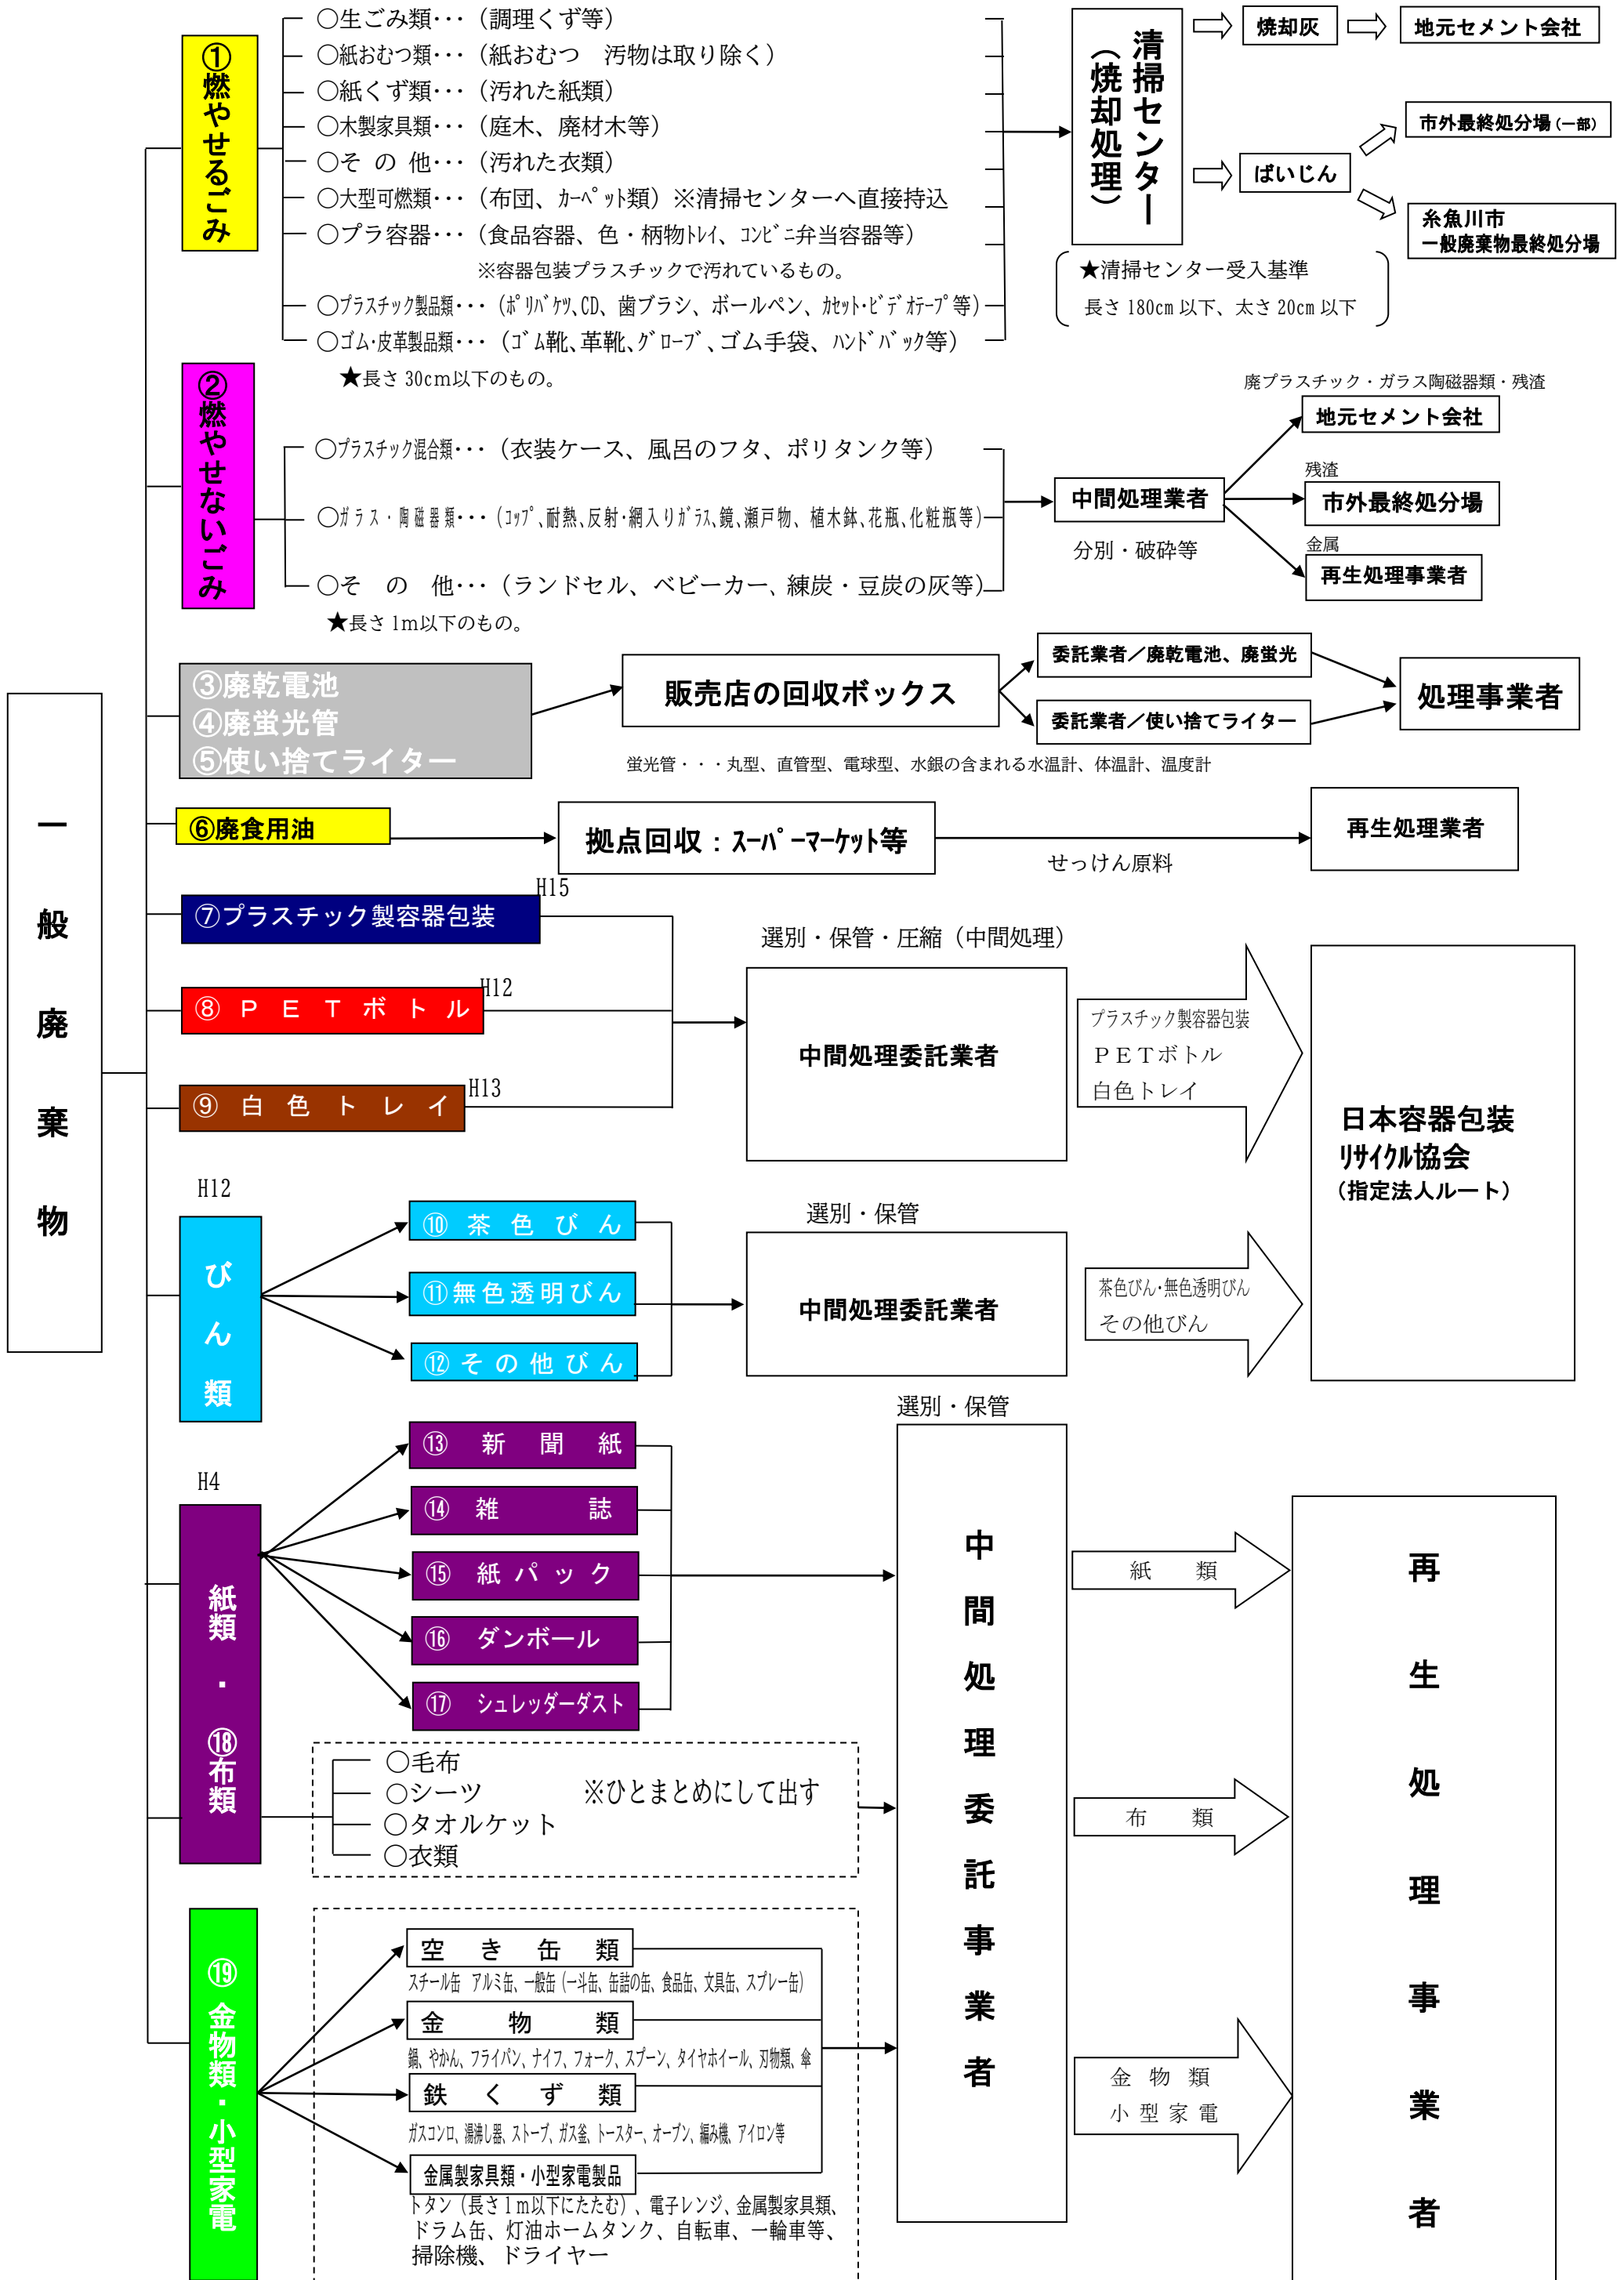 一般廃棄物
①燃やせるごみ
○生ごみ類･･･（調理くず等）
○紙おむつ類･･･（紙おむつ　汚物は取り除く）
○紙くず類･･･（汚れた紙類）
○木製家具類･･･（庭木、廃材木等）
○そ の 他･･･（汚れた衣類）
○大型可燃類･･･（布団、ｶｰﾍﾟｯﾄ類）※清掃センターへ直接持込
○プラ容器･･･（食品容器、色・柄物ﾄﾚｲ、ｺﾝﾋﾞﾆ弁当容器等）
※容器包装プラスチックで汚れているもの。
○プラスチック製品類･･･（ﾎﾟﾘﾊﾞｹﾂ、CD、歯ブラシ、ボールペン、ｶｾｯﾄ・ﾋﾞﾃﾞｵﾃｰﾌﾟ等）
○ゴム・皮革製品類･･･（ｺﾞﾑ靴、革靴、ｸﾞﾛｰﾌﾞ、ゴム手袋、ﾊﾝﾄﾞﾊﾞｯｸ等）
★長さ 30cm以下のもの。
清掃センター
（焼却処理）
焼却灰
地元セメント会社
ばいじん
市外最終処分場（一部）
糸魚川市
一般廃棄物最終処分場
★清掃センター受入基準
長さ 180cm 以下、太さ 20cm 以下
②燃やせないごみ
○プラスチック混合類･･･（衣装ケース、風呂のフタ、ポリタンク等）
○ガラス・陶磁器類･･･（ｺｯﾌﾟ、耐熱、反射・網入りｶﾞﾗｽ、鏡、瀬戸物、植木鉢、花瓶、化粧瓶等）
○そ　の　他･･･（ランドセル、ベビーカー、練炭・豆炭の灰等）
★長さ 1m以下のもの。
中間処理業者
分別・破砕等
廃プラスチック・ガラス陶磁器類・残渣
地元セメント会社
残渣
市外最終処分場
金属
再生処理事業者
③廃乾電池
④廃蛍光管
⑤使い捨てライター
販売店の回収ボックス
委託業者／廃乾電池、廃蛍光
委託業者／使い捨てライター
処理事業者
蛍光管・・・丸型、直管型、電球型、水銀の含まれる水温計、体温計、温度計
⑥廃食用油
拠点回収：ｽｰﾊﾟｰﾏｰｹｯﾄ等
せっけん原料
再生処理業者
⑦プラスチック製容器包装
H15
⑧ＰＥＴボトル
H12
⑨白色トレイ
H13
選別・保管・圧縮（中間処理）
中間処理委託業者
プラスチック製容器包装
ＰＥＴボトル
白色トレイ
日本容器包装
ﾘｻｲｸﾙ協会
（指定法人ルート）
H12
びん類
⑩茶色びん
⑪無色透明びん
⑫その他びん
選別・保管
中間処理委託業者
茶色びん・無色透明びん
その他びん
H4
紙類・⑱布類
⑬新聞紙
⑭雑誌
⑮紙パック
⑯ダンボール
⑰シュレッダーダスト
○毛布
○シーツ
○タオルケット
○衣類
※ひとまとめにして出す
選別・保管
中間処理委託事業者
紙類
布類
金物類
小型家電
再生処理事業者
⑲金物類・小型家電
空き缶類
スチール缶　アルミ缶、一般缶（一斗缶、缶詰の缶、食品缶、文具缶、スプレー缶）
金物類
鍋、やかん、フライパン、ナイフ、フォーク、スプーン、タイヤホイール、刃物類、傘
鉄くず類
ガスコンロ、湯沸し器、ストーブ、ガス釜、トースター、オーブン、編み機、アイロン等
金属製家具類・小型家電製品
トタン（長さ１m以下にたたむ）、電子レンジ、金属製家具類、
ドラム缶、灯油ホームタンク、自転車、一輪車等、
掃除機、ドライヤー